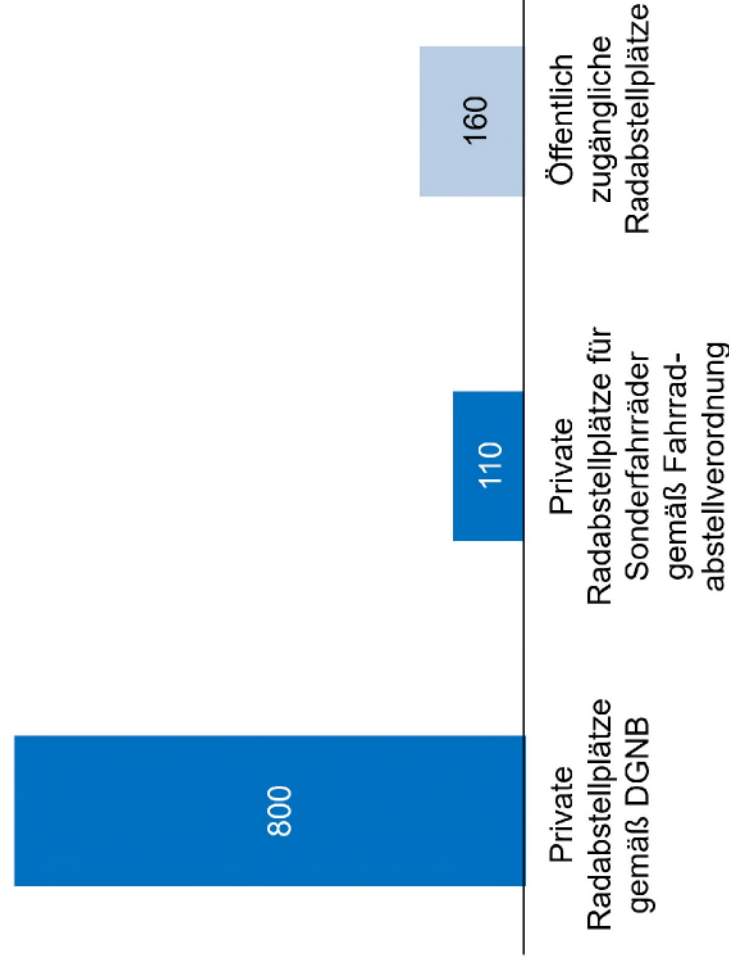 800
110
160
Private
Radabstellplätze
gemäß DGNB
Private
Radabstellplätze für
Sonderfahrräder
gemäß Fahrrad-
abstellverordnung
Öffentlich
zugängliche
Radabstellplätze